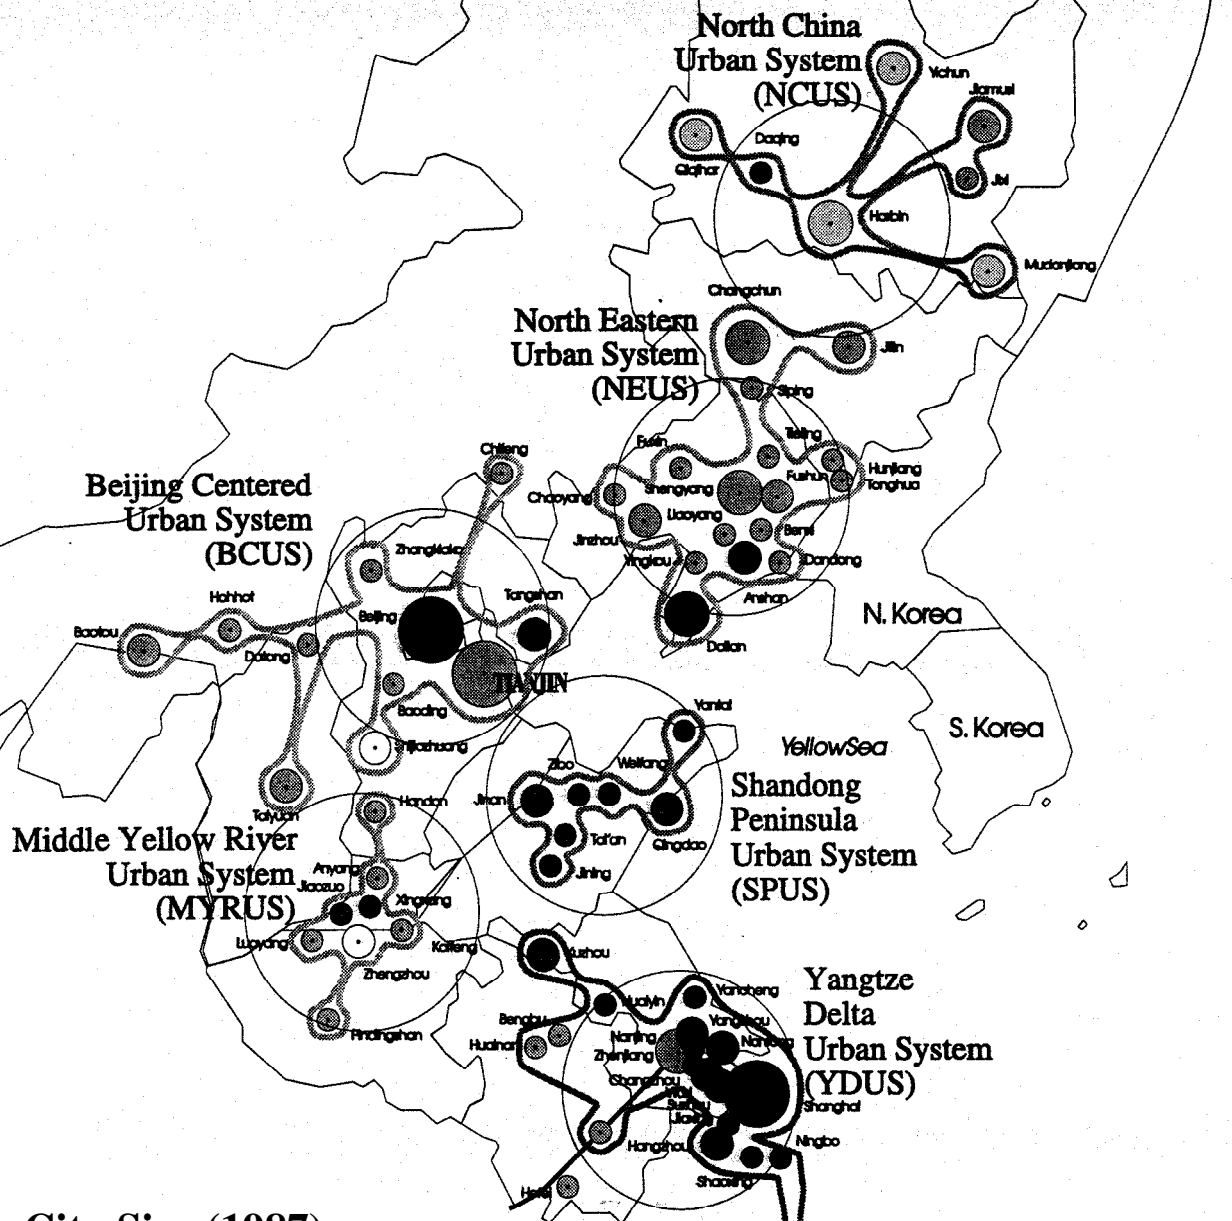 North China
Urban System
(NCUS)
Yichun
Jiamusi
Daqing
Qiqihar
Jixi
Harbin
Mudanjiang
Changchun
North Eastern
Urban System
(NEUS)
Jilin
Siping
Tieling
Fuxin
Fushun
Hunjiang
Tonghua
Shengyang
Chaoyang
Liaoyang
Jinzhou
Benxi
Yingkou
Dandong
Anshan
Dalian
Chifeng
Beijing Centered
Urban System
(BCUS)
Hohhot
Tangshan
Beijing
Baotou
Datong
TIANJIN
Baoding
Shijiazhuang
Taiyuan
N. Korea
S. Korea
YellowSea
Yantai
Zibo
Weifang
Jinan
Tai'an
Qingdao
Jining
Shandong
Peninsula
Urban System
(SPUS)
Handan
Middle Yellow River
Urban System
(MYRUS)
Anyang
Jiaozuo
Xingxiang
Luoyang
Kaifeng
Zhengzhou
Pindingshan
Xuzhou
Huaiyin
Yancheng
Yangtze
Delta
Urban System
(YDUS)
Bengbu
Huainan
Yangzhou
Nanjing
Nantong
Zhenjiang
Changzhou
Shanghai
Hangzhou
Ningbo
Shaoxing
Hefei
City Size (1987)